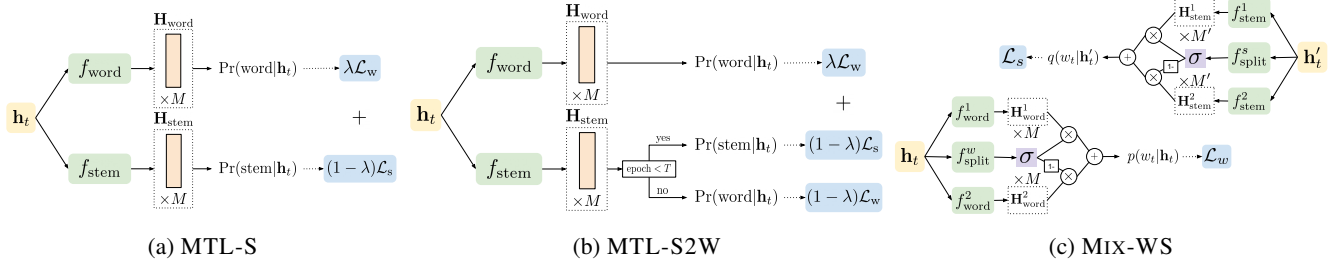 H_word
f_word
×M
Pr(word|h_t)
λL_w
h_t
+
H_stem
f_stem
×M
Pr(stem|h_t)
(1−λ)L_s
(a) MTL-S
H_word
f_word
×M
Pr(word|h_t)
λL_w
h_t
+
H_stem
f_stem
×M
epoch < T
yes
Pr(stem|h_t)
(1−λ)L_s
no
Pr(word|h_t)
(1−λ)L_w
(b) MTL-S2W
L_s
q(w_t|h′_t)
+
×
×
1-
H^1_stem
×M′
σ
×M′
H^2_stem
f^1_stem
f^s_split
f^2_stem
h′_t
h_t
f^1_word
f^w_split
f^2_word
H^1_word
×M
σ
×M
H^2_word
1-
×
×
+
p(w_t|h_t)
L_w
(c) MIX-WS